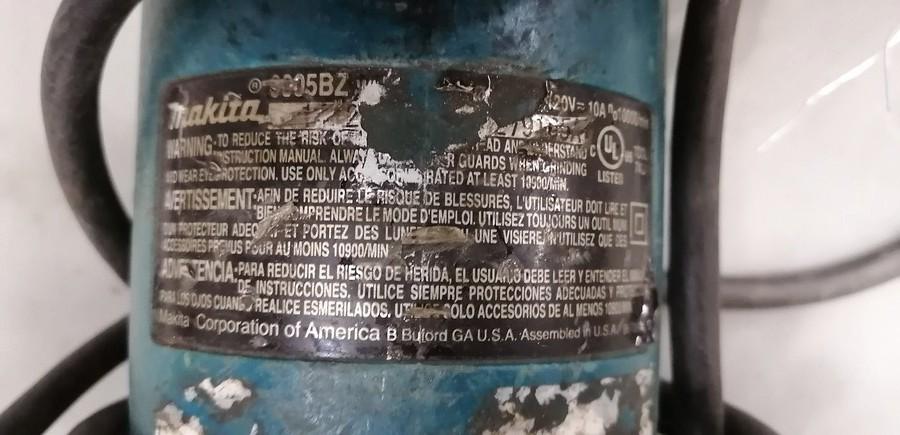 ® 9005BZ
makita 120V⎓ 10A
WARNING-TO REDUCE THE RISK OF AD AND UNDERSTAND C UL US
INSTRUCTION MANUAL. ALWAY R GUARDS WHEN GRINDING LISTED
AND WEAR EYE PROTECTION. USE ONLY ACC RATED AT LEAST 10900/MIN.
AVERTISSEMENT-AFIN DE REDUIRE LE RISQUE DE BLESSURES, L'UTILISATEUR DOIT LIRE ET
BIEN COMPRENDRE LE MODE D'EMPLOI. UTILISEZ TOUJOURS UN OUTIL MUNI
D'UN PROTECTEUR ADEQ ET PORTEZ DES LUNE UNE VISIERE. N'UTILISEZ QUE DES
ACCESSOIRES PREVUS POUR AU MOINS 10900/MIN
ADVERTENCIA:PARA REDUCIR EL RIESGO DE HERIDA, EL USUARIO DEBE LEER Y ENTENDER EL
DE INSTRUCCIONES. UTILICE SIEMPRE PROTECCIONES ADECUADAS Y
PARA LOS OJOS CUANDO REALICE ESMERILADOS. UTILICE SOLO ACCESORIOS DE AL MENOS 10900
Makita Corporation of America B Buford GA U.S.A. Assembled in U.S.A.